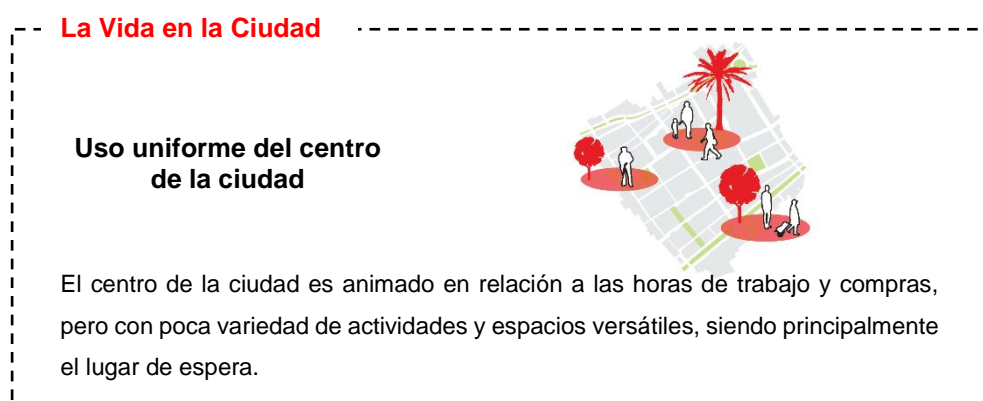 La Vida en la Ciudad
Uso uniforme del centro
de la ciudad
El centro de la ciudad es animado en relación a las horas de trabajo y compras,
pero con poca variedad de actividades y espacios versátiles, siendo principalmente
el lugar de espera.